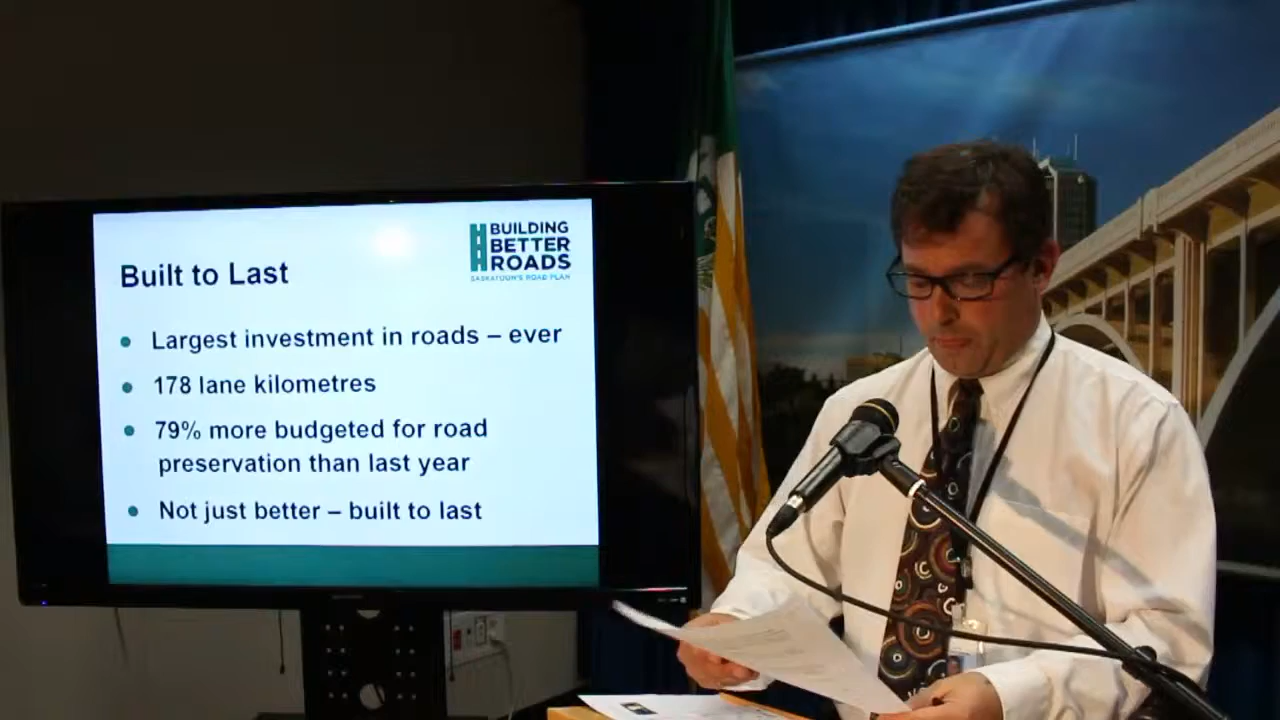 BUILDING
BETTER
ROADS
SASKATOON'S ROAD PLAN
Built to Last
Largest investment in roads – ever
178 lane kilometres
79% more budgeted for road
preservation than last year
Not just better – built to last